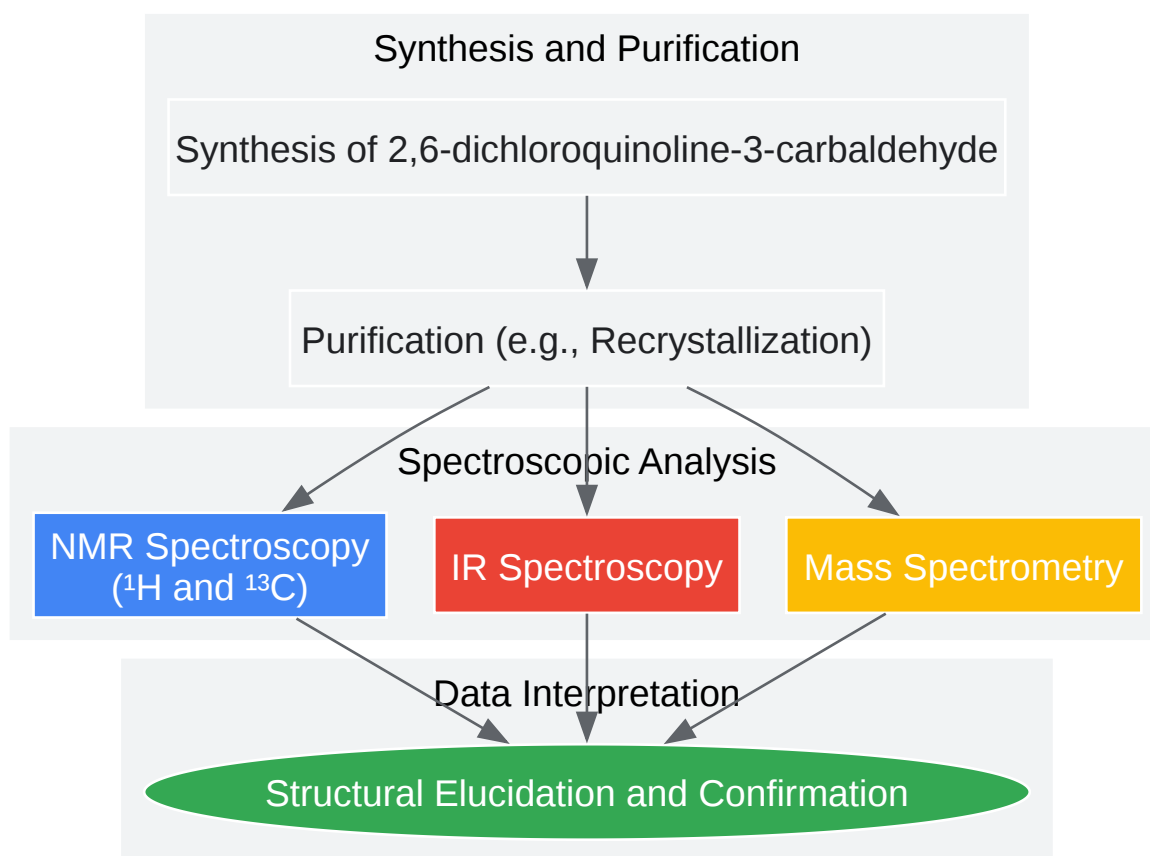 Synthesis and Purification
Synthesis of 2,6-dichloroquinoline-3-carbaldehyde
Purification (e.g., Recrystallization)
Spectroscopic Analysis
NMR Spectroscopy
(¹H and ¹³C)
IR Spectroscopy
Mass Spectrometry
Data Interpretation
Structural Elucidation and Confirmation